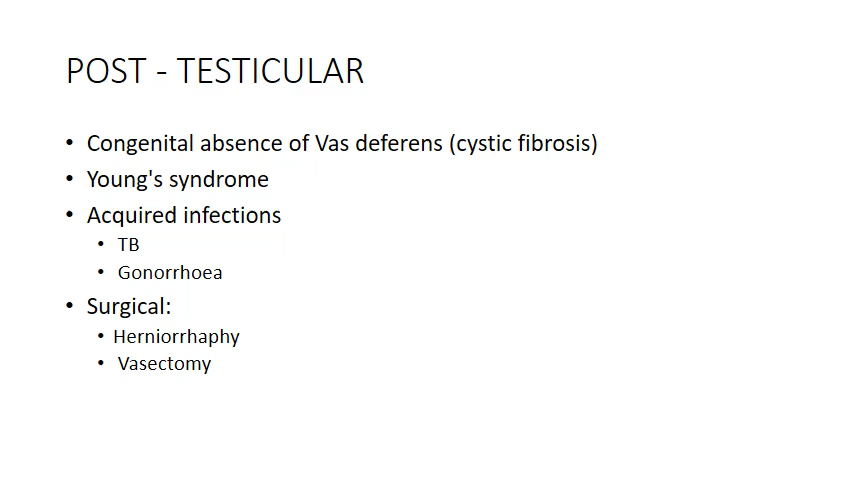 POST - TESTICULAR
• Congenital absence of Vas deferens (cystic fibrosis)
• Young's syndrome
• Acquired infections
• TB
• Gonorrhoea
• Surgical:
• Herniorrhaphy
• Vasectomy